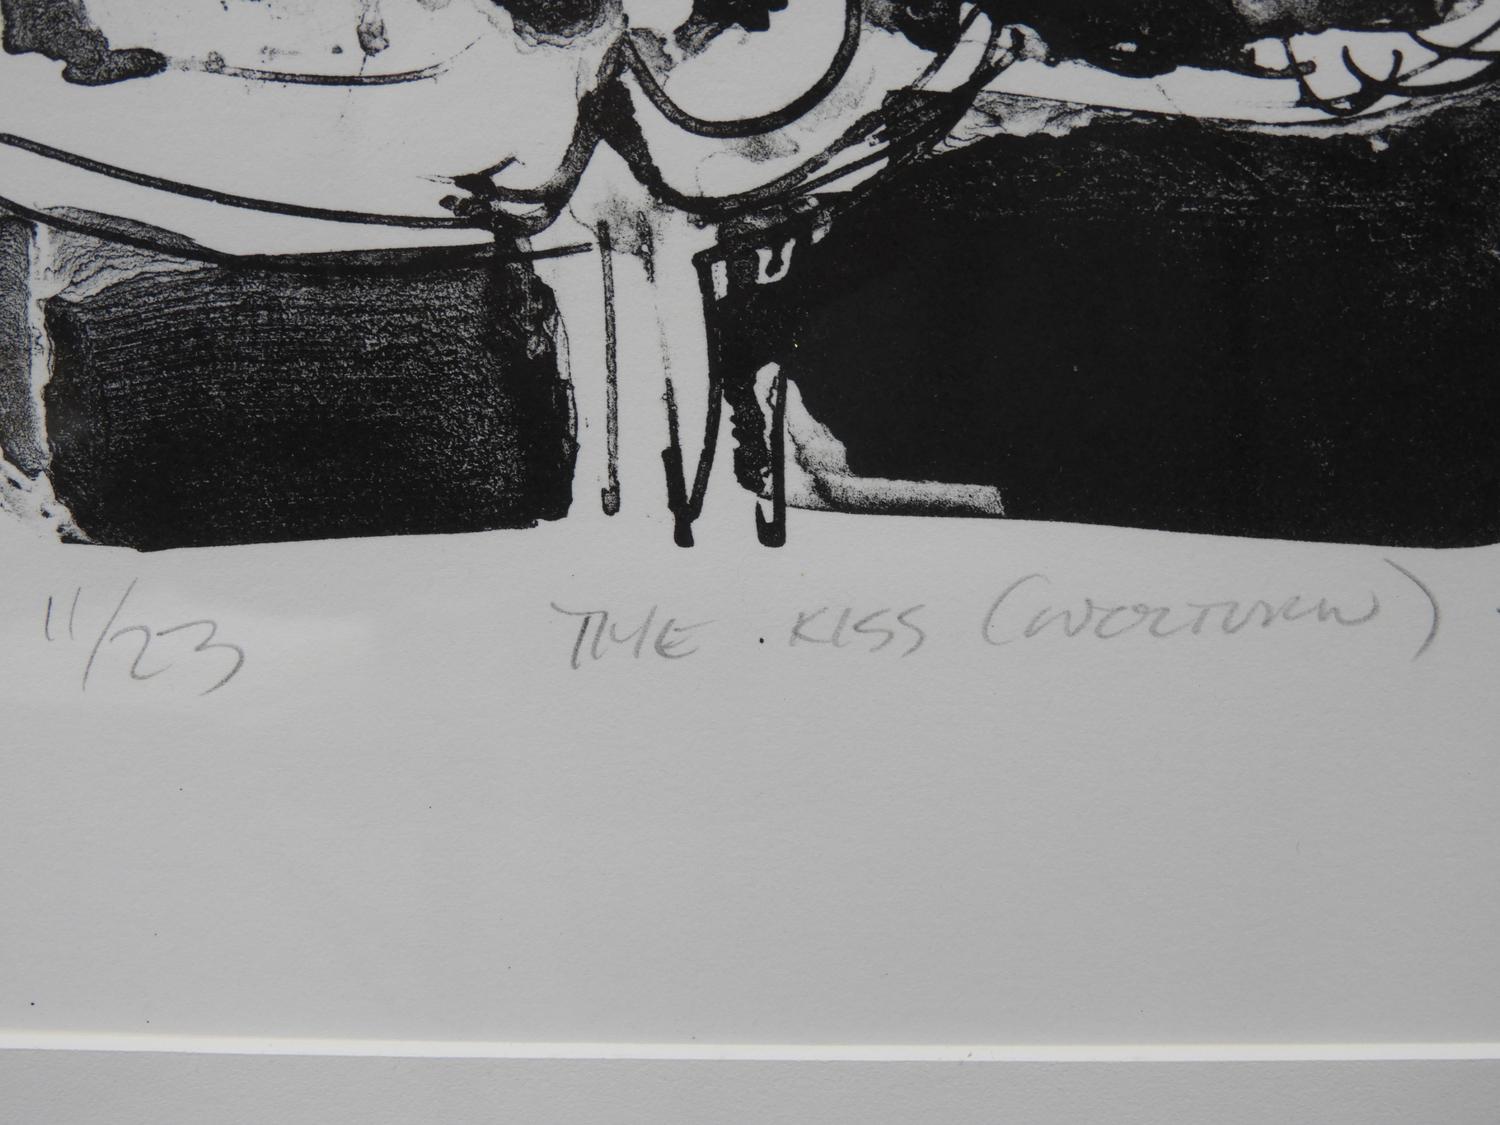 11/23 THE KISS (NOCTURN)